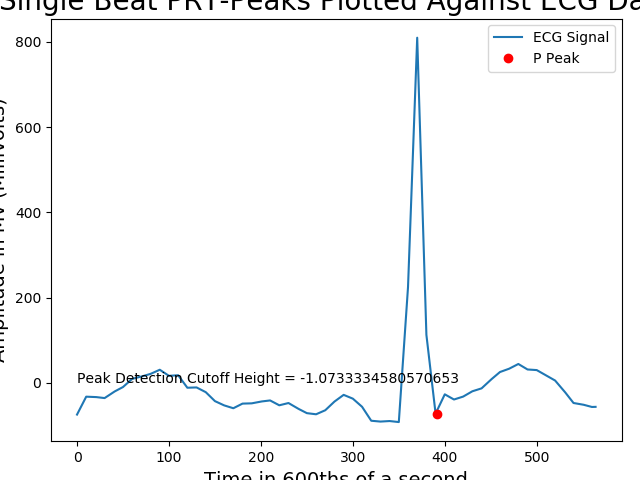 Single Beat PRT-Peaks Plotted Against ECG Da
ECG Signal
P Peak
Amplitude in MV (Millivolts)
800
600
400
200
0
Peak Detection Cutoff Height = -1.0733334580570653
0 100 200 300 400 500
Time in 600ths of a second